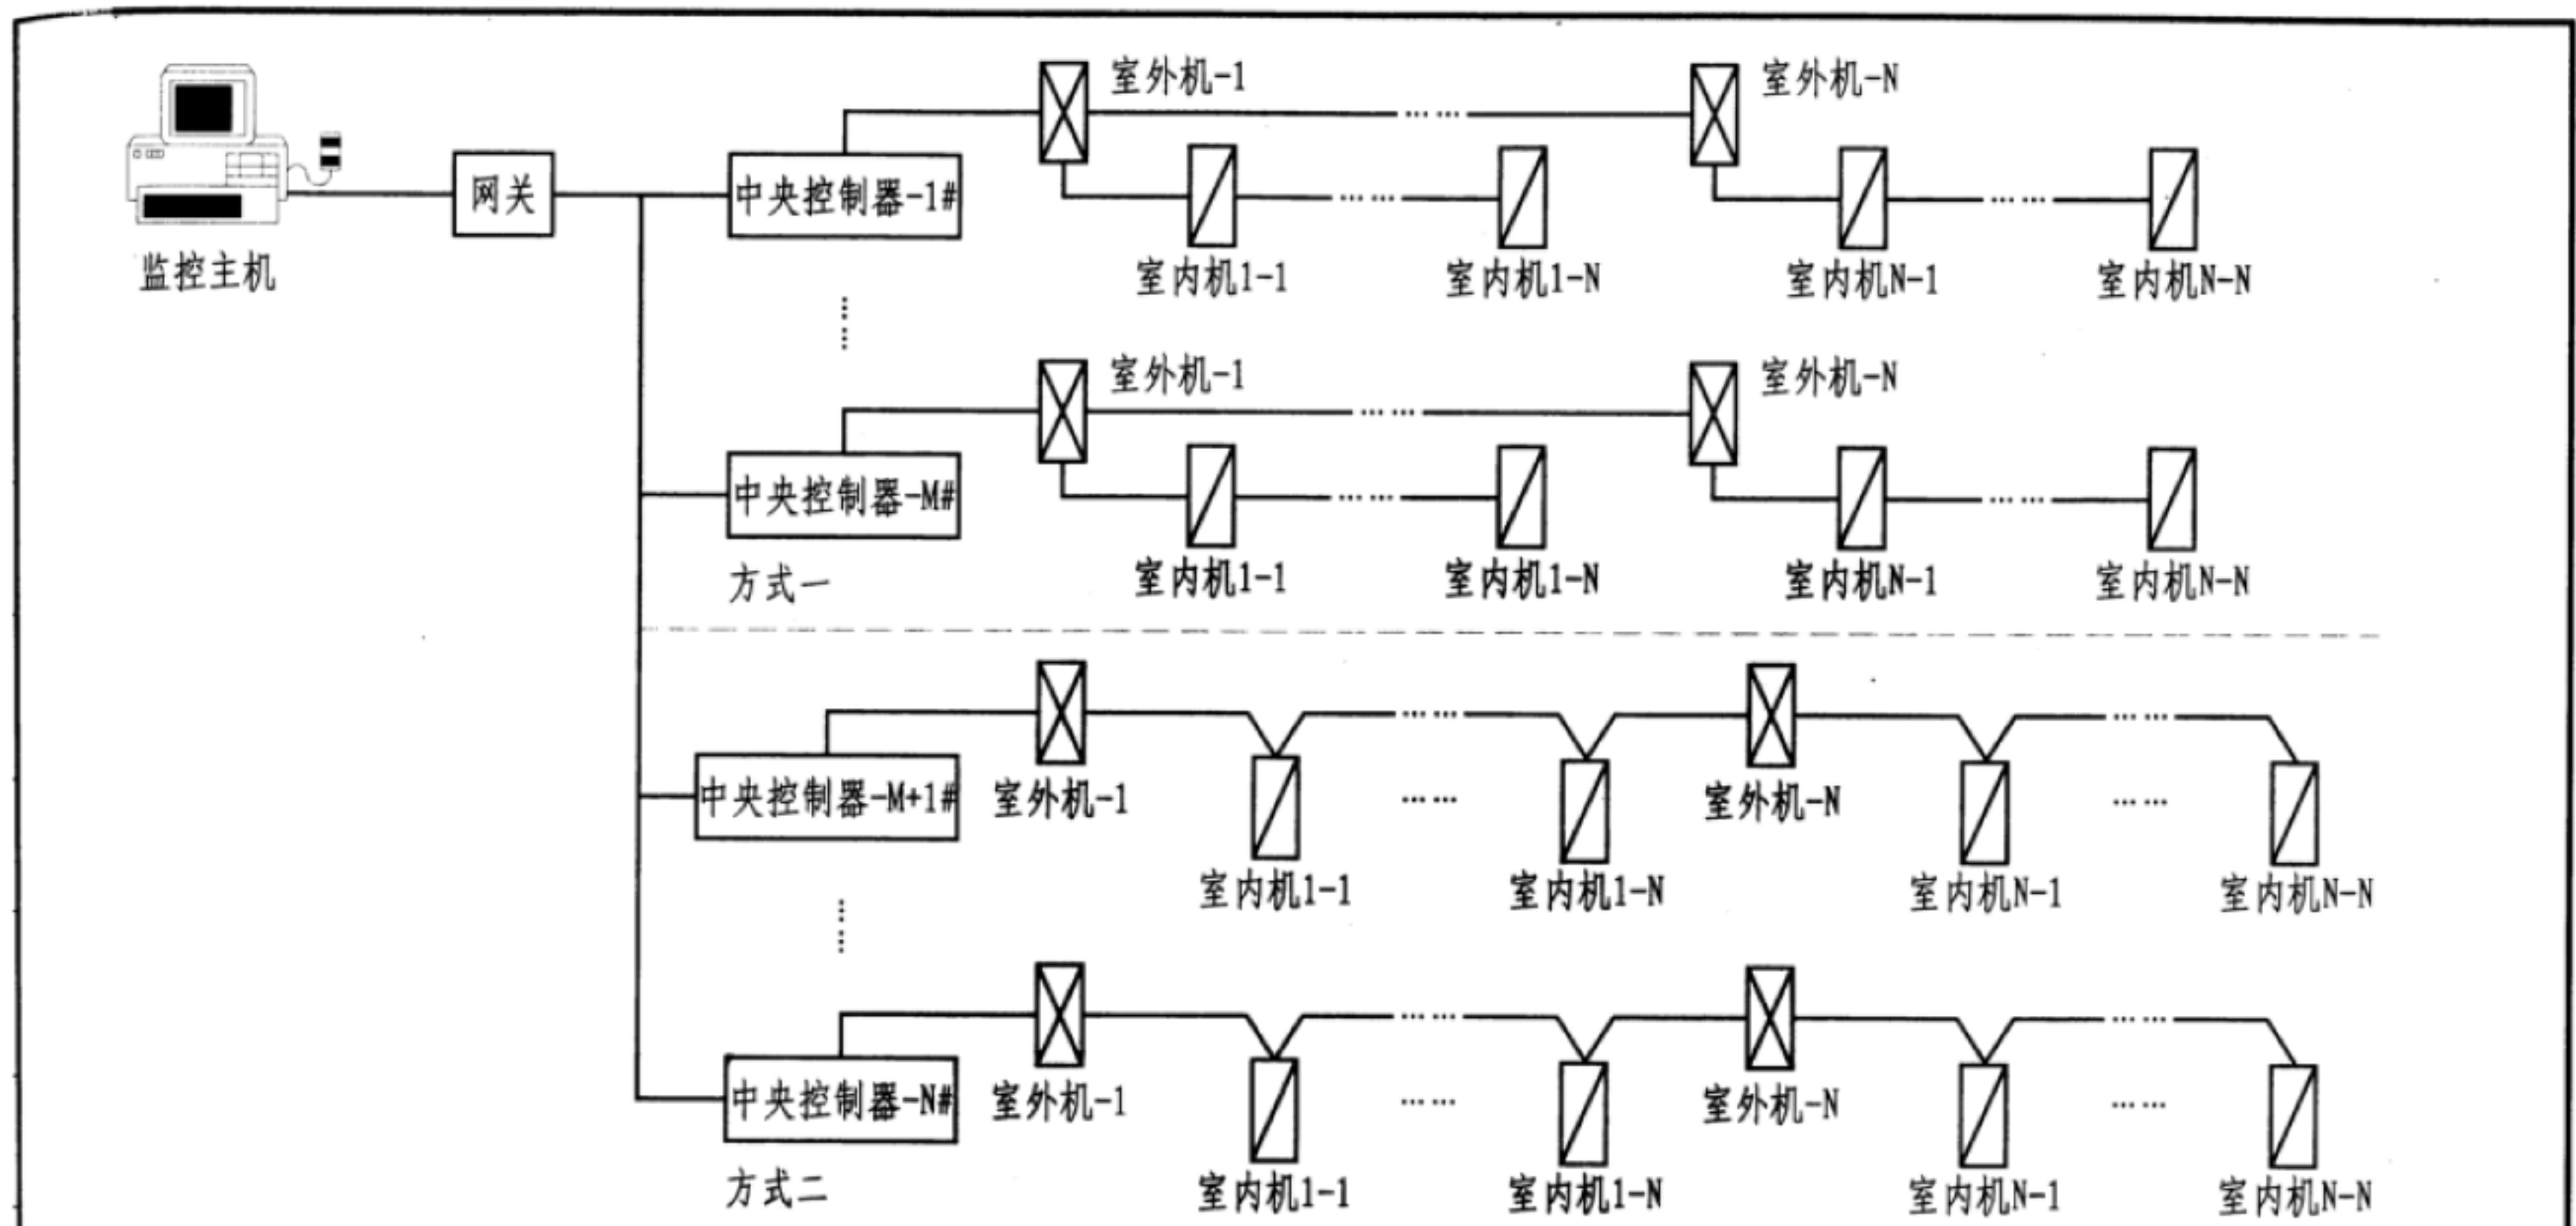 室外机-1
室外机-N
网关
中央控制器-1#
监控主机
室内机1-1
室内机1-N
室内机N-1
室内机N-N
室外机-1
室外机-N
中央控制器-M#
方式一
室内机1-1
室内机1-N
室内机N-1
室内机N-N
中央控制器-M+1#
室外机-1
室外机-N
室内机1-1
室内机1-N
室内机N-1
室内机N-N
中央控制器-N#
室外机-1
室外机-N
方式二
室内机1-1
室内机1-N
室内机N-1
室内机N-N